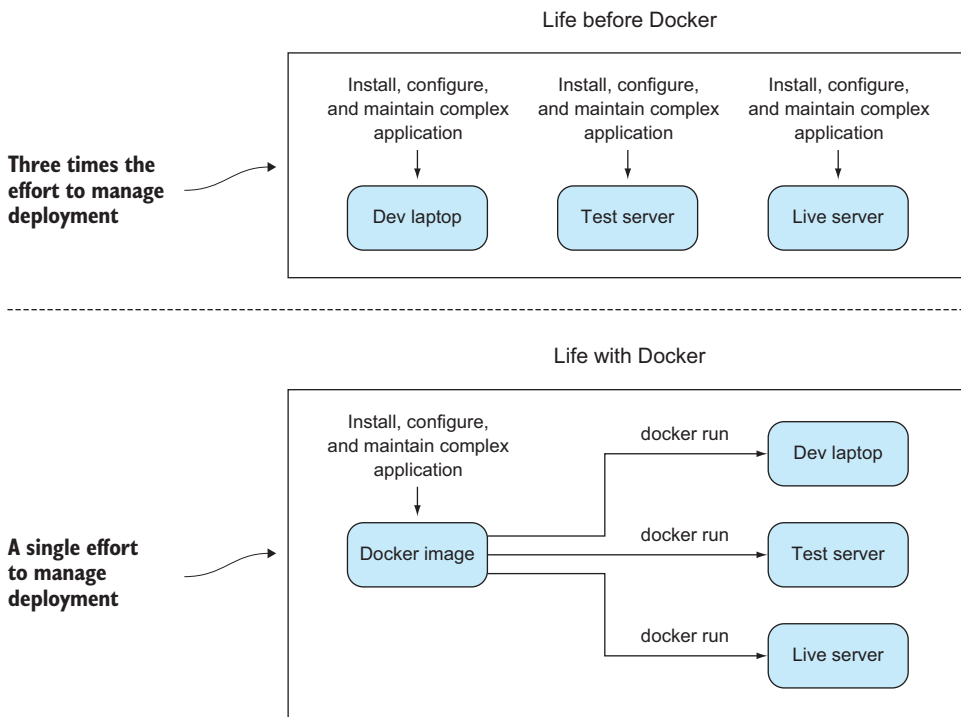 Life before Docker
Install, configure,
and maintain complex
application
Install, configure,
and maintain complex
application
Install, configure,
and maintain complex
application
Three times the
effort to manage
deployment
Dev laptop
Test server
Live server
Life with Docker
Install, configure,
and maintain complex
application
docker run
Dev laptop
A single effort
to manage
deployment
Docker image
docker run
Test server
docker run
Live server